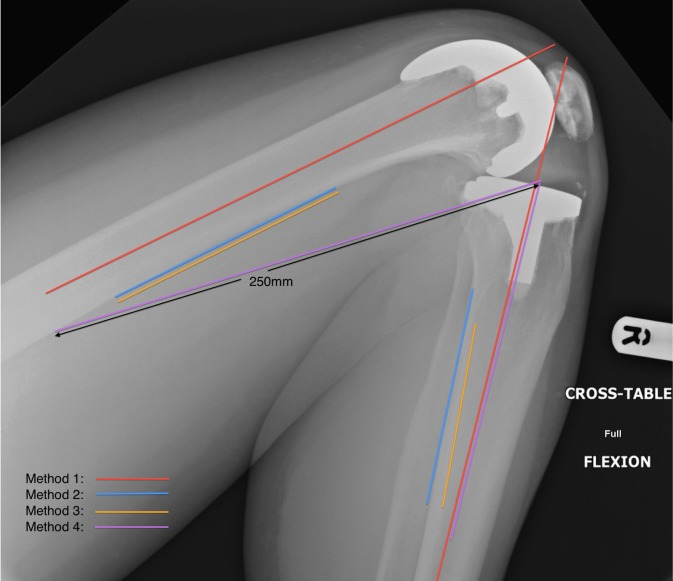 250mm
R
CROSS-TABLE
Full
FLEXION
Method 1:
Method 2:
Method 3:
Method 4: